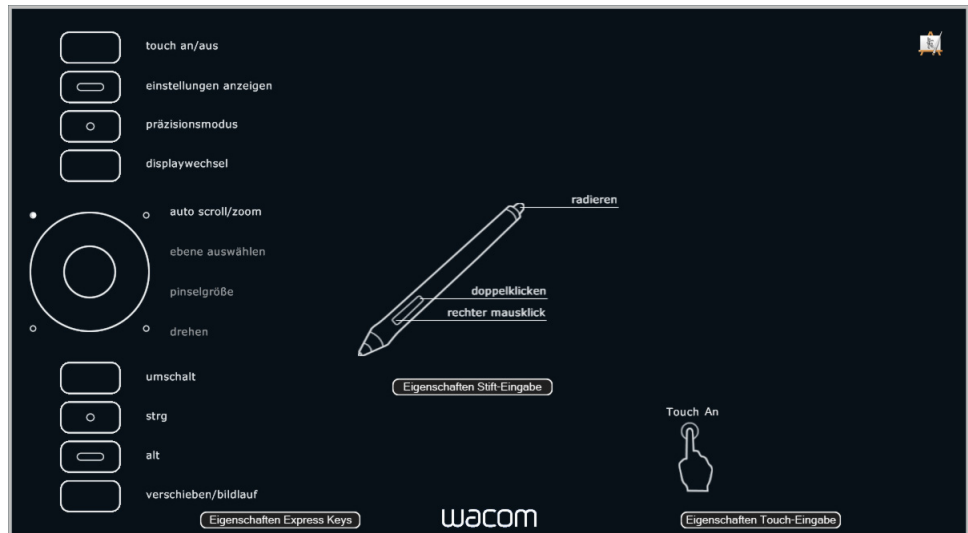 touch an/aus
einstellungen anzeigen
präzisionsmodus
displaywechsel
auto scroll/zoom
ebene auswählen
pinselgröße
drehen
umschalt
strg
alt
verschieben/bildlauf
Eigenschaften Express Keys
radieren
doppelklicken
rechter mausklick
Eigenschaften Stift-Eingabe
wacom
Touch An
Eigenschaften Touch-Eingabe